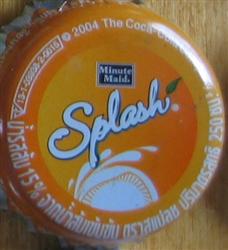 © 2004 The Coca-Cola
Minute
Maid®
Splash®
น้ำส้ม 15% จากน้ำส้มเข้มข้น ตราสแปลช ปริมาตรสุทธิ 250 ซม.³